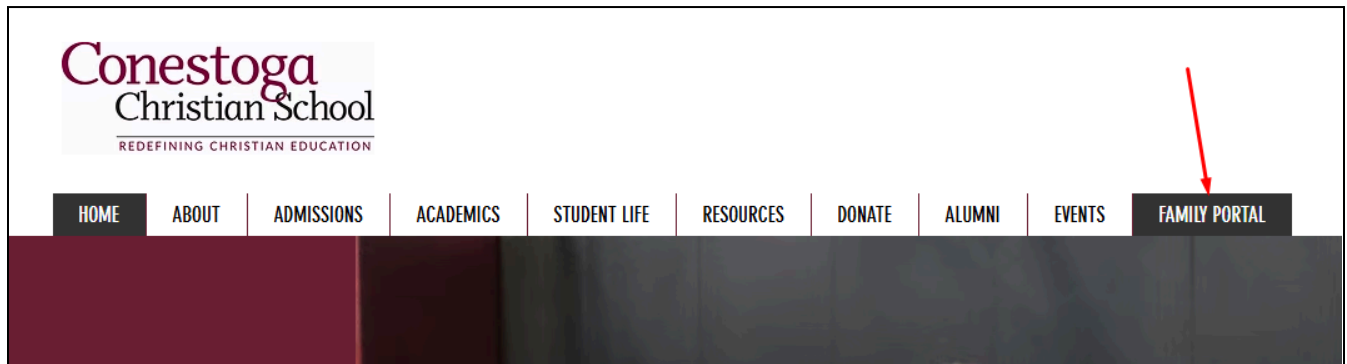 Conestoga
Christian School
REDEFINING CHRISTIAN EDUCATION
HOME ABOUT ADMISSIONS ACADEMICS STUDENT LIFE RESOURCES DONATE ALUMNI EVENTS FAMILY PORTAL